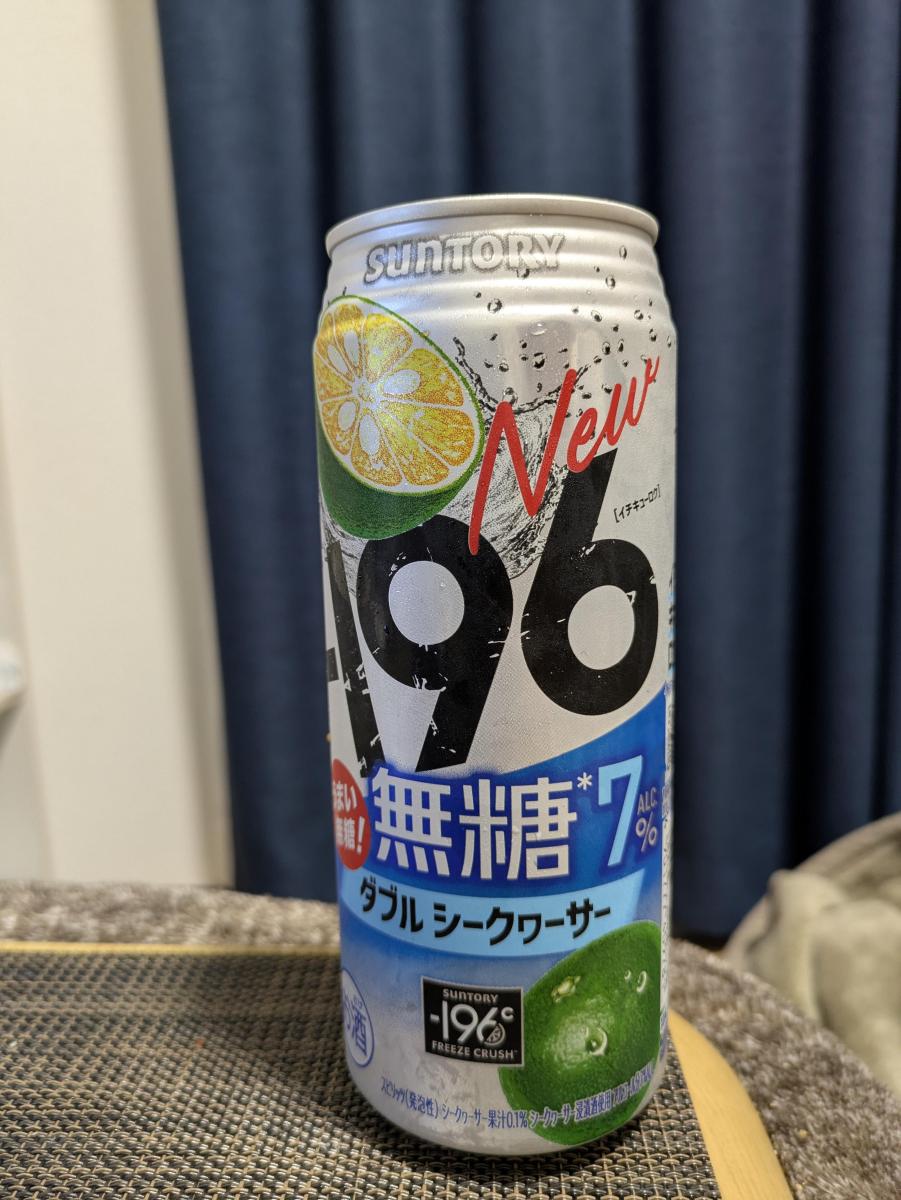 SUNTORY
New
-196
[イチキューロク]
無糖* 7
ALC.
%
ダブル シークヮーサー
酒
SUNTORY
-196℃
FREEZE CRUSH
スピリッツ(発泡性) シークヮーサー果汁0.1% シークヮーサー浸漬酒使用